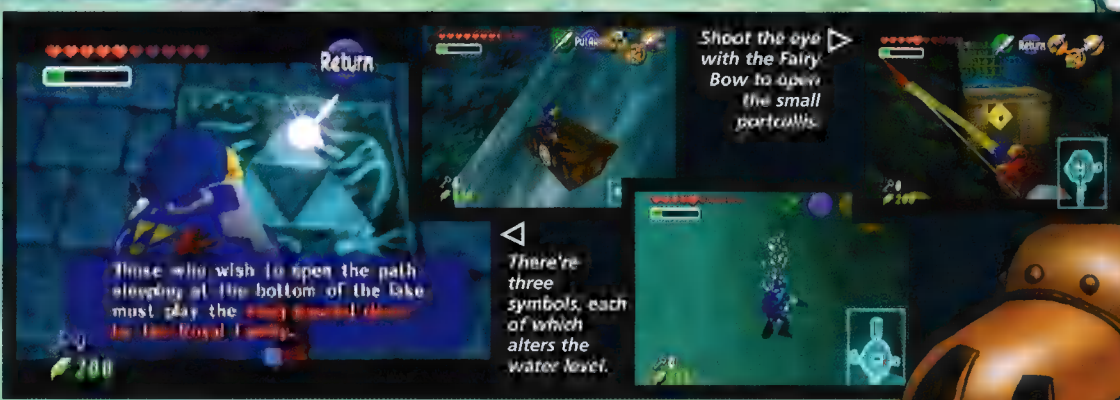 Return
Those who wish to open the path
sleeping at the bottom of the lake
must play the
200
Shoot the eye
with the Fairy
Bow to open
the small
portcullis.
Return
200
There're
three
symbols, each
of which
alters the
water level.